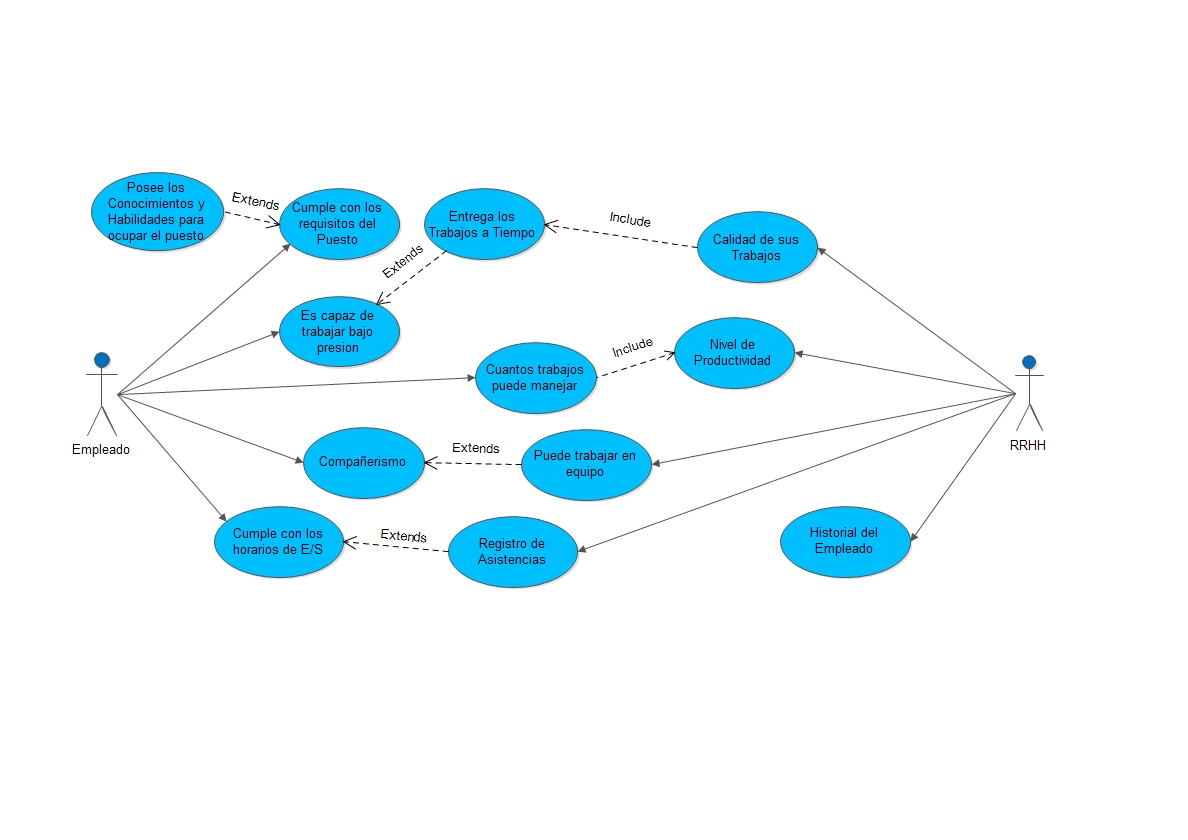 Posee los
Conocimientos y
Habilidades para
ocupar el puesto
Extends
Cumple con los
requisitos del
Puesto
Entrega los
Trabajos a Tiempo
Include
Calidad de sus
Trabajos
Extends
Es capaz de
trabajar bajo
presion
Cuantos trabajos
puede manejar
Include
Nivel de
Productividad
Empleado
RRHH
Compañerismo
Extends
Puede trabajar en
equipo
Cumple con los
horarios de E/S
Extends
Registro de
Asistencias
Historial del
Empleado